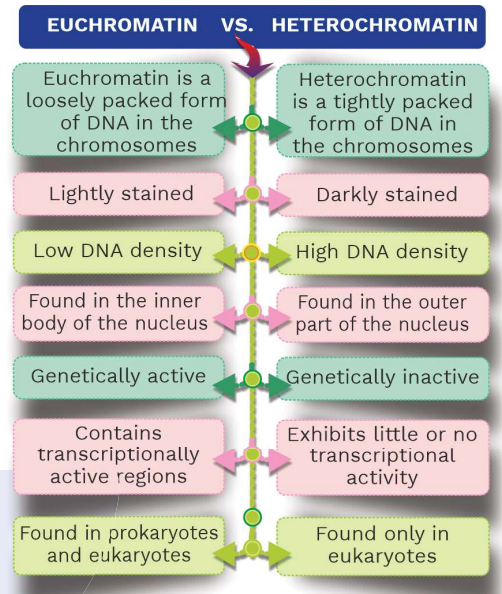 EUCHROMATIN VS. HETEROCHROMATIN
Euchromatin is a
loosely packed form
of DNA in the
chromosomes
Heterochromatin
is a tightly packed
form of DNA in
the chromosomes
Lightly stained
Darkly stained
Low DNA density
High DNA density
Found in the inner
body of the nucleus
Found in the outer
part of the nucleus
Genetically active
Genetically inactive
Contains
transcriptionally
active regions
Exhibits little or no
transcriptional
activity
Found in prokaryotes
and eukaryotes
Found only in
eukaryotes